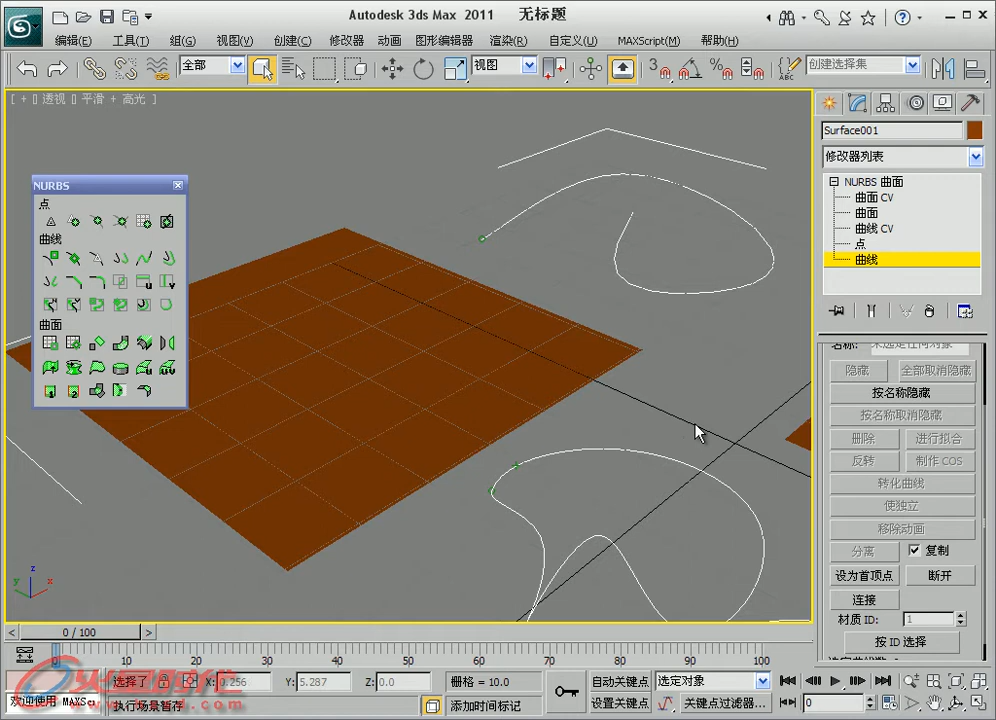 Autodesk 3ds Max 2011 无标题
编辑(E) 工具(T) 组(G) 视图(V) 创建(C) 修改器 动画 图形编辑器 渲染(R) 自定义(U) MAXScript(M) 帮助(H)
全部 视图 3 % ABC 创建选择集
[ + [] 透视 [] 平滑 + 高光 ]
Surface001
修改器列表
NURBS 曲面
曲面 CV
曲面
曲线 CV
点
曲线
NURBS
点
曲线
曲面
隐藏 全部取消隐藏
按名称隐藏
按名称取消隐藏
删除 进行拟合
反转 制作 COS
转化曲线
使独立
移除动画
分离 复制
设为首顶点 断开
连接
材质 ID: 1
按 ID 选择
z
y x
0 / 100
0 10 20 30 40 50 60 70 80 90 100
选择了 X: 0.256 Y: 5.287 Z: 0.0 栅格 = 10.0 自动关键点 选定对象
欢迎使用 MAXSc 执行场景暂存 添加时间标记 设置关键点 关键点过滤器... 0